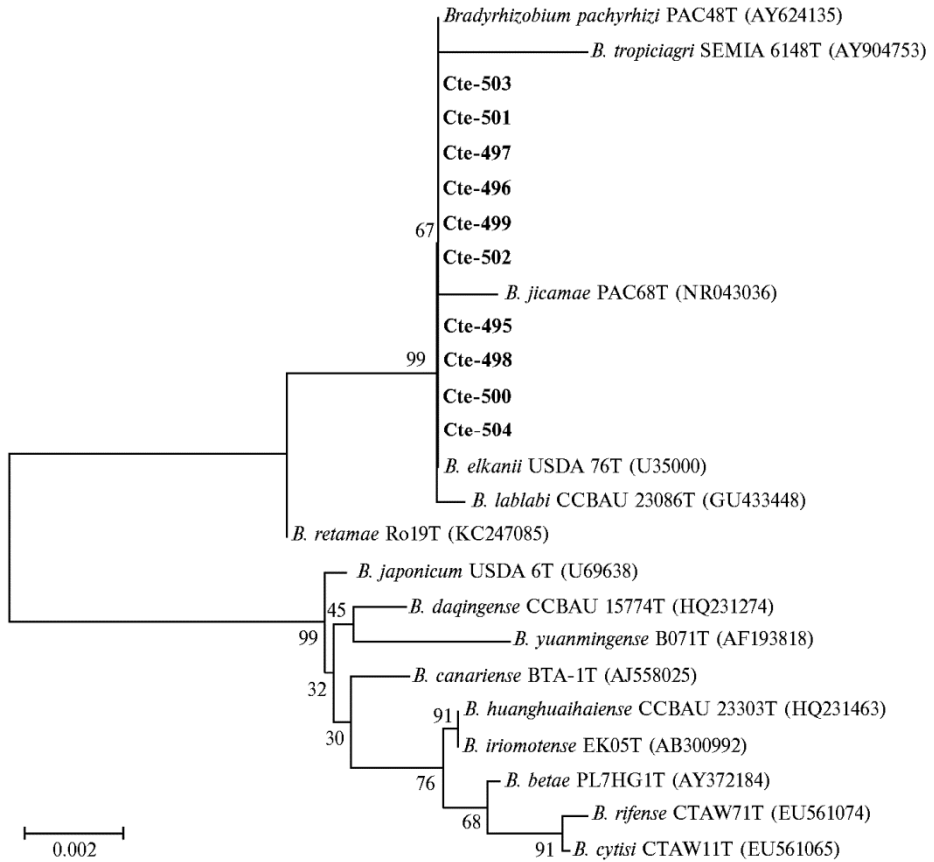 Bradyrhizobium pachyrhizi PAC48T (AY624135)
B. tropiciagri SEMIA 6148T (AY904753)
Cte-503
Cte-501
Cte-497
Cte-496
Cte-499
67
Cte-502
B. jicamae PAC68T (NR043036)
Cte-495
99
Cte-498
Cte-500
Cte-504
B. elkanii USDA 76T (U35000)
B. lablabi CCBAU 23086T (GU433448)
B. retamae Ro19T (KC247085)
B. japonicum USDA 6T (U69638)
45
B. daqingense CCBAU 15774T (HQ231274)
99
B. yuanmingense B071T (AF193818)
32
B. canariense BTA-1T (AJ558025)
91
B. huanghuaihaiense CCBAU 23303T (HQ231463)
30
B. iriomotense EK05T (AB300992)
76
B. betae PL7HG1T (AY372184)
68
B. rifense CTAW71T (EU561074)
91
B. cytisi CTAW11T (EU561065)
0.002